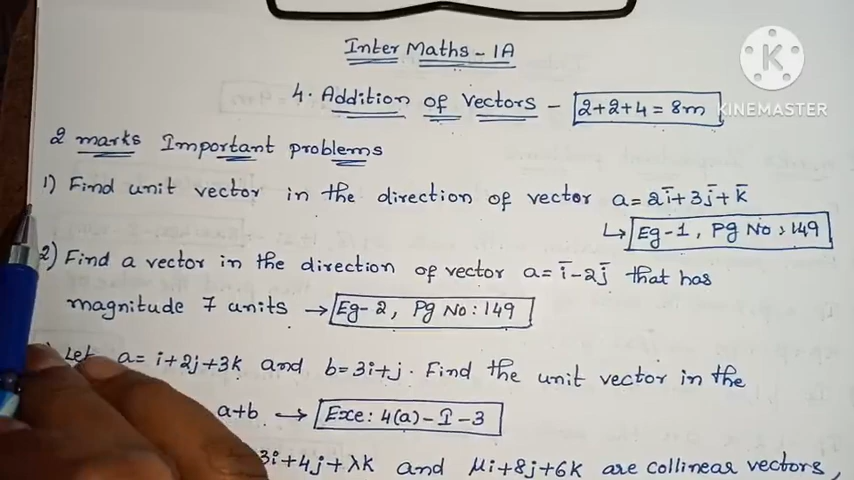 Inter Maths - 1A
4. Addition of vectors - 2+2+4 = 8m
KINEMASTER
2 marks Important problems
1) Find unit vector in the direction of vector a = 2i̅+3j̅+k̅
↳ Eg-1, Pg No : 149
2) Find a vector in the direction of vector a = i̅-2j̅ that has
magnitude 7 units → Eg-2, Pg No : 149
Let a = i+2j+3k and b = 3i+j. Find the unit vector in the
a+b → Exe: 4(a)-I-3
3i+4j+λk and μi+8j+6k are collinear vectors,